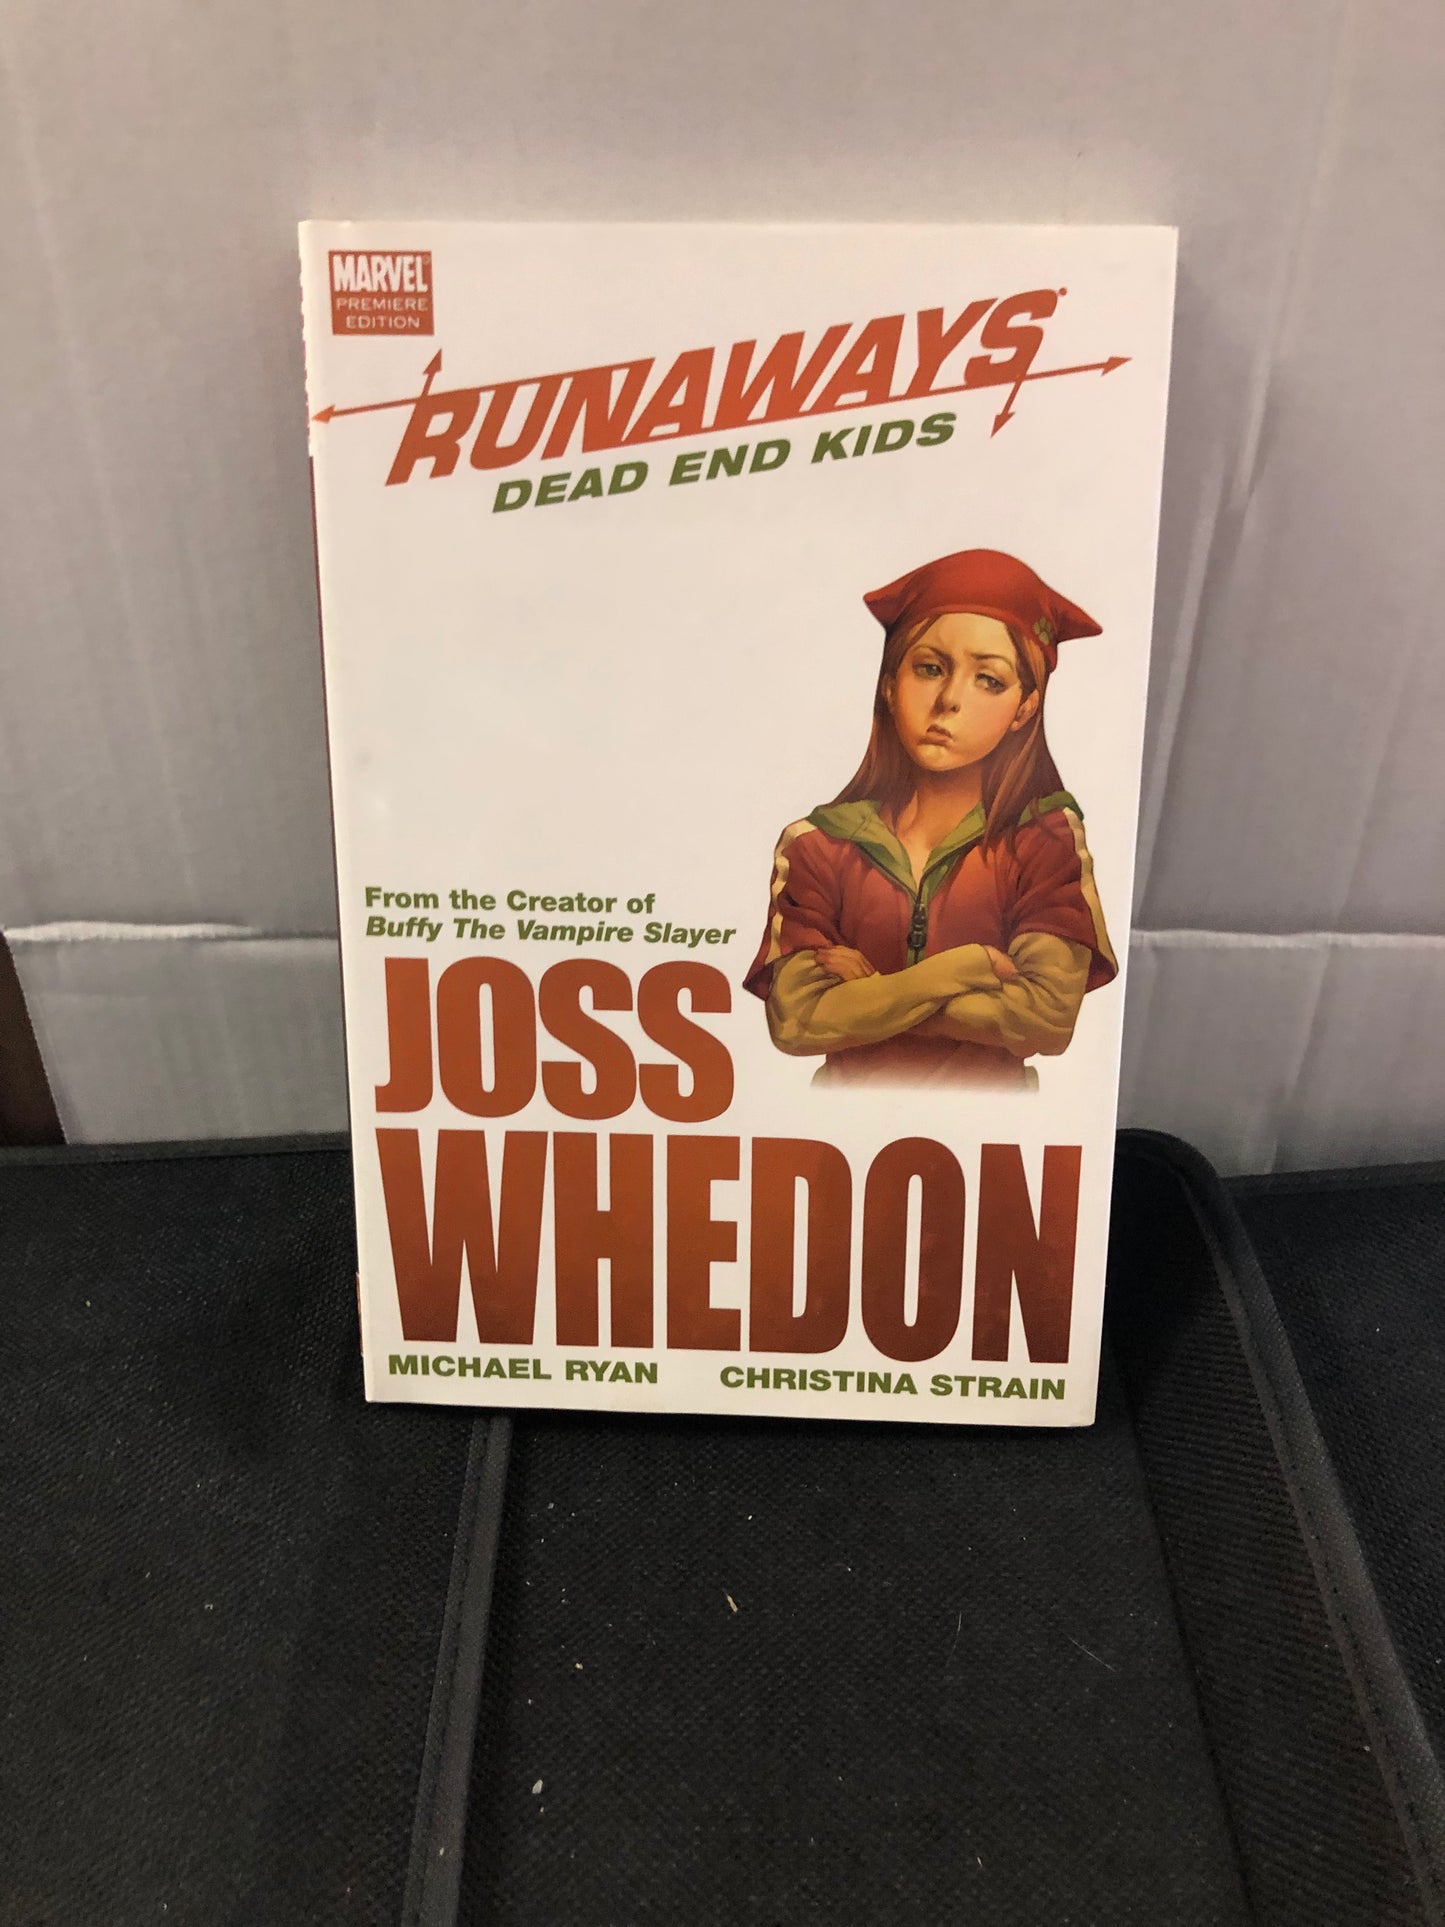 MARVEL
PREMIERE
EDITION
RUNAWAYS
DEAD END KIDS
From the Creator of
Buffy The Vampire Slayer
JOSS
WHEDON
MICHAEL RYAN CHRISTINA STRAIN